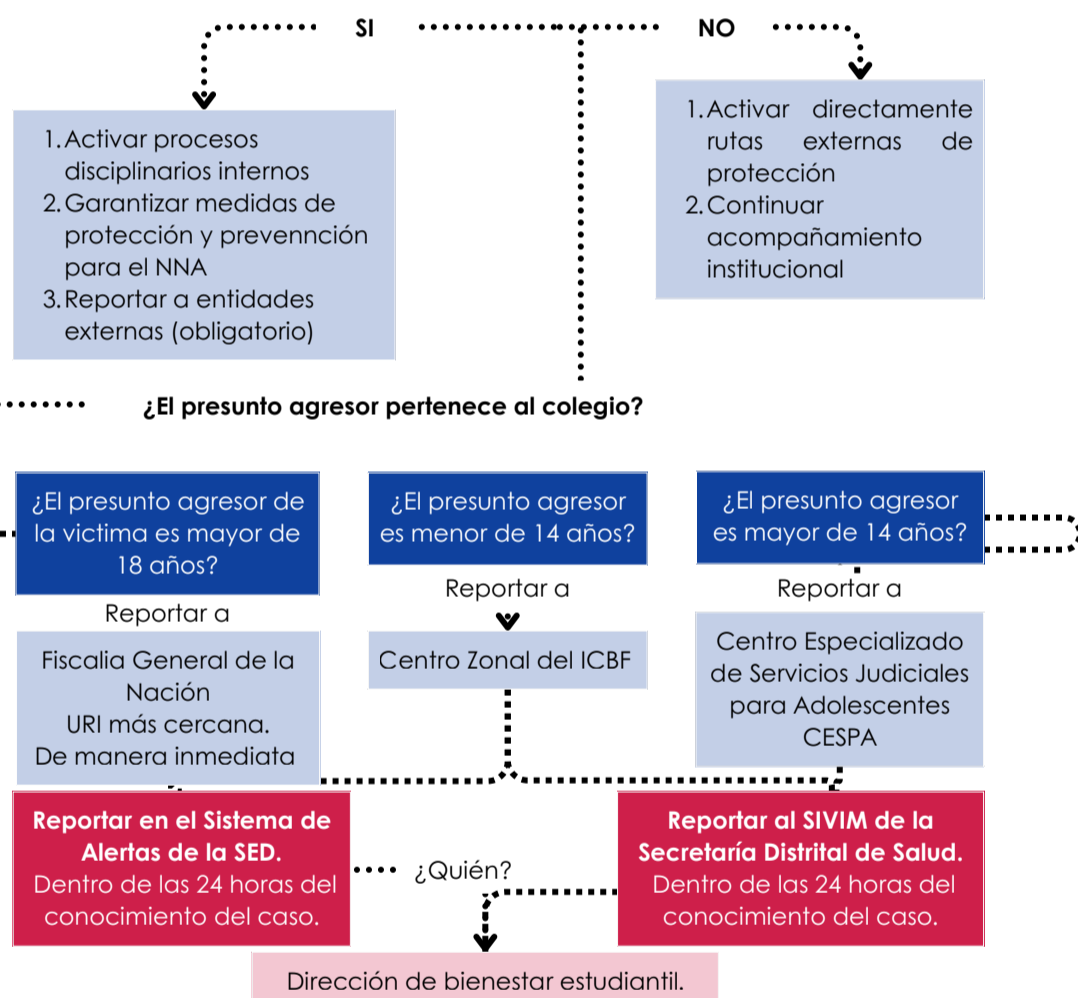 SI
NO
1. Activar procesos
disciplinarios internos
2. Garantizar medidas de
protección y prevennción
para el NNA
3. Reportar a entidades
externas (obligatorio)
1. Activar directamente
rutas externas de
protección
2. Continuar
acompañamiento
institucional
¿El presunto agresor pertenece al colegio?
¿El presunto agresor de
la victima es mayor de
18 años?
Reportar a
Fiscalia General de la
Nación
URI más cercana.
De manera inmediata
¿El presunto agresor
es menor de 14 años?
Reportar a
Centro Zonal del ICBF
¿El presunto agresor
es mayor de 14 años?
Reportar a
Centro Especializado
de Servicios Judiciales
para Adolescentes
CESPA
Reportar en el Sistema de
Alertas de la SED.
Dentro de las 24 horas del
conocimiento del caso.
¿Quién?
Reportar al SIVIM de la
Secretaría Distrital de Salud.
Dentro de las 24 horas del
conocimiento del caso.
Dirección de bienestar estudiantil.